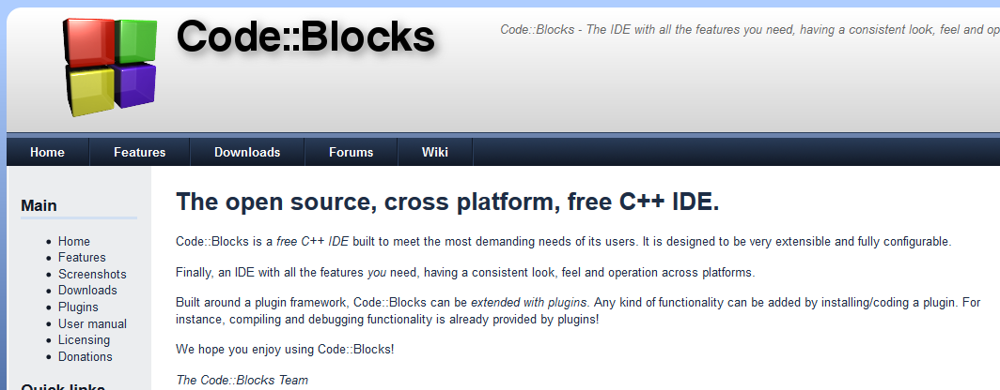 Code::Blocks
Code::Blocks - The IDE with all the features you need, having a consistent look, feel and op
Home Features Downloads Forums Wiki
Main
Home
Features
Screenshots
Downloads
Plugins
User manual
Licensing
Donations
Quick links
The open source, cross platform, free C++ IDE.
Code::Blocks is a free C++ IDE built to meet the most demanding needs of its users. It is designed to be very extensible and fully configurable.
Finally, an IDE with all the features you need, having a consistent look, feel and operation across platforms.
Built around a plugin framework, Code::Blocks can be extended with plugins. Any kind of functionality can be added by installing/coding a plugin. For
instance, compiling and debugging functionality is already provided by plugins!
We hope you enjoy using Code::Blocks!
The Code::Blocks Team